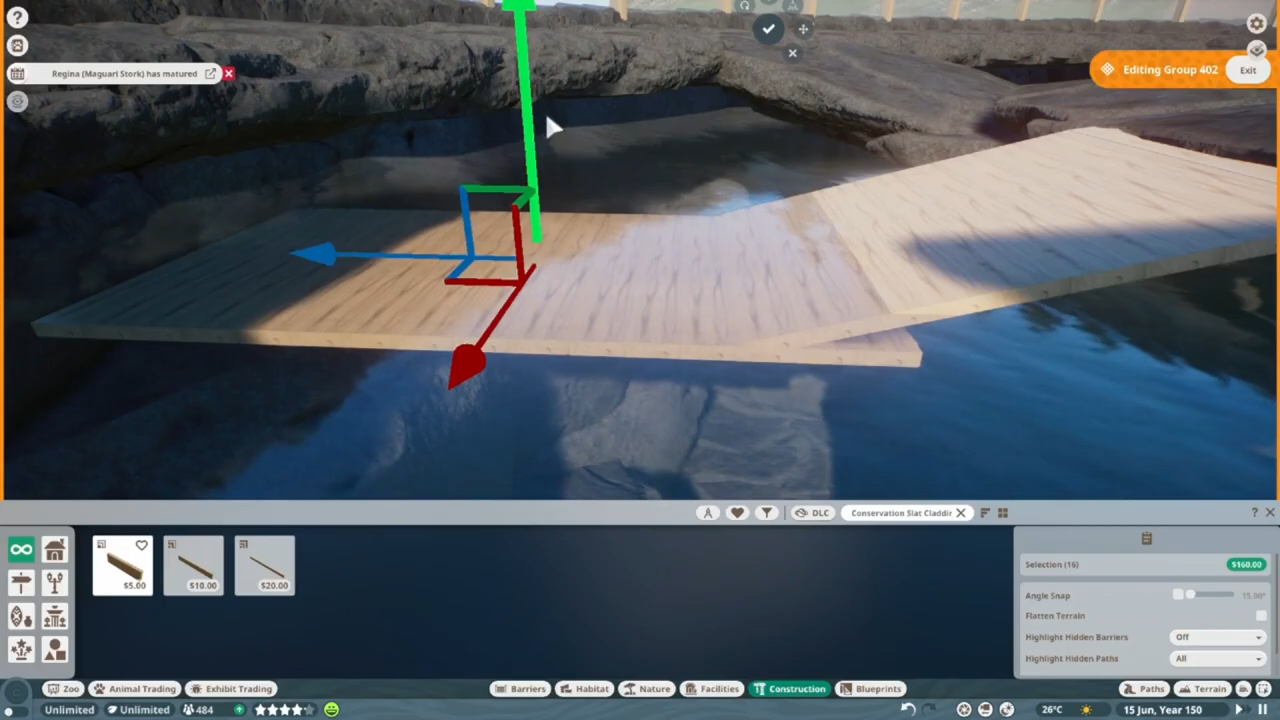 ?
Regina (Maguari Stork) has matured
Editing Group 402
Exit
DLC
Conservation Slat Claddir
?
$5.00
$10.00
$20.00
Selection (16)
$160.00
Angle Snap
15.00°
Flatten Terrain
Highlight Hidden Barriers
Off
Highlight Hidden Paths
All
Zoo
Animal Trading
Exhibit Trading
Barriers
Habitat
Nature
Facilities
Construction
Blueprints
Paths
Terrain
Unlimited
Unlimited
484
26°C
15 Jun, Year 150